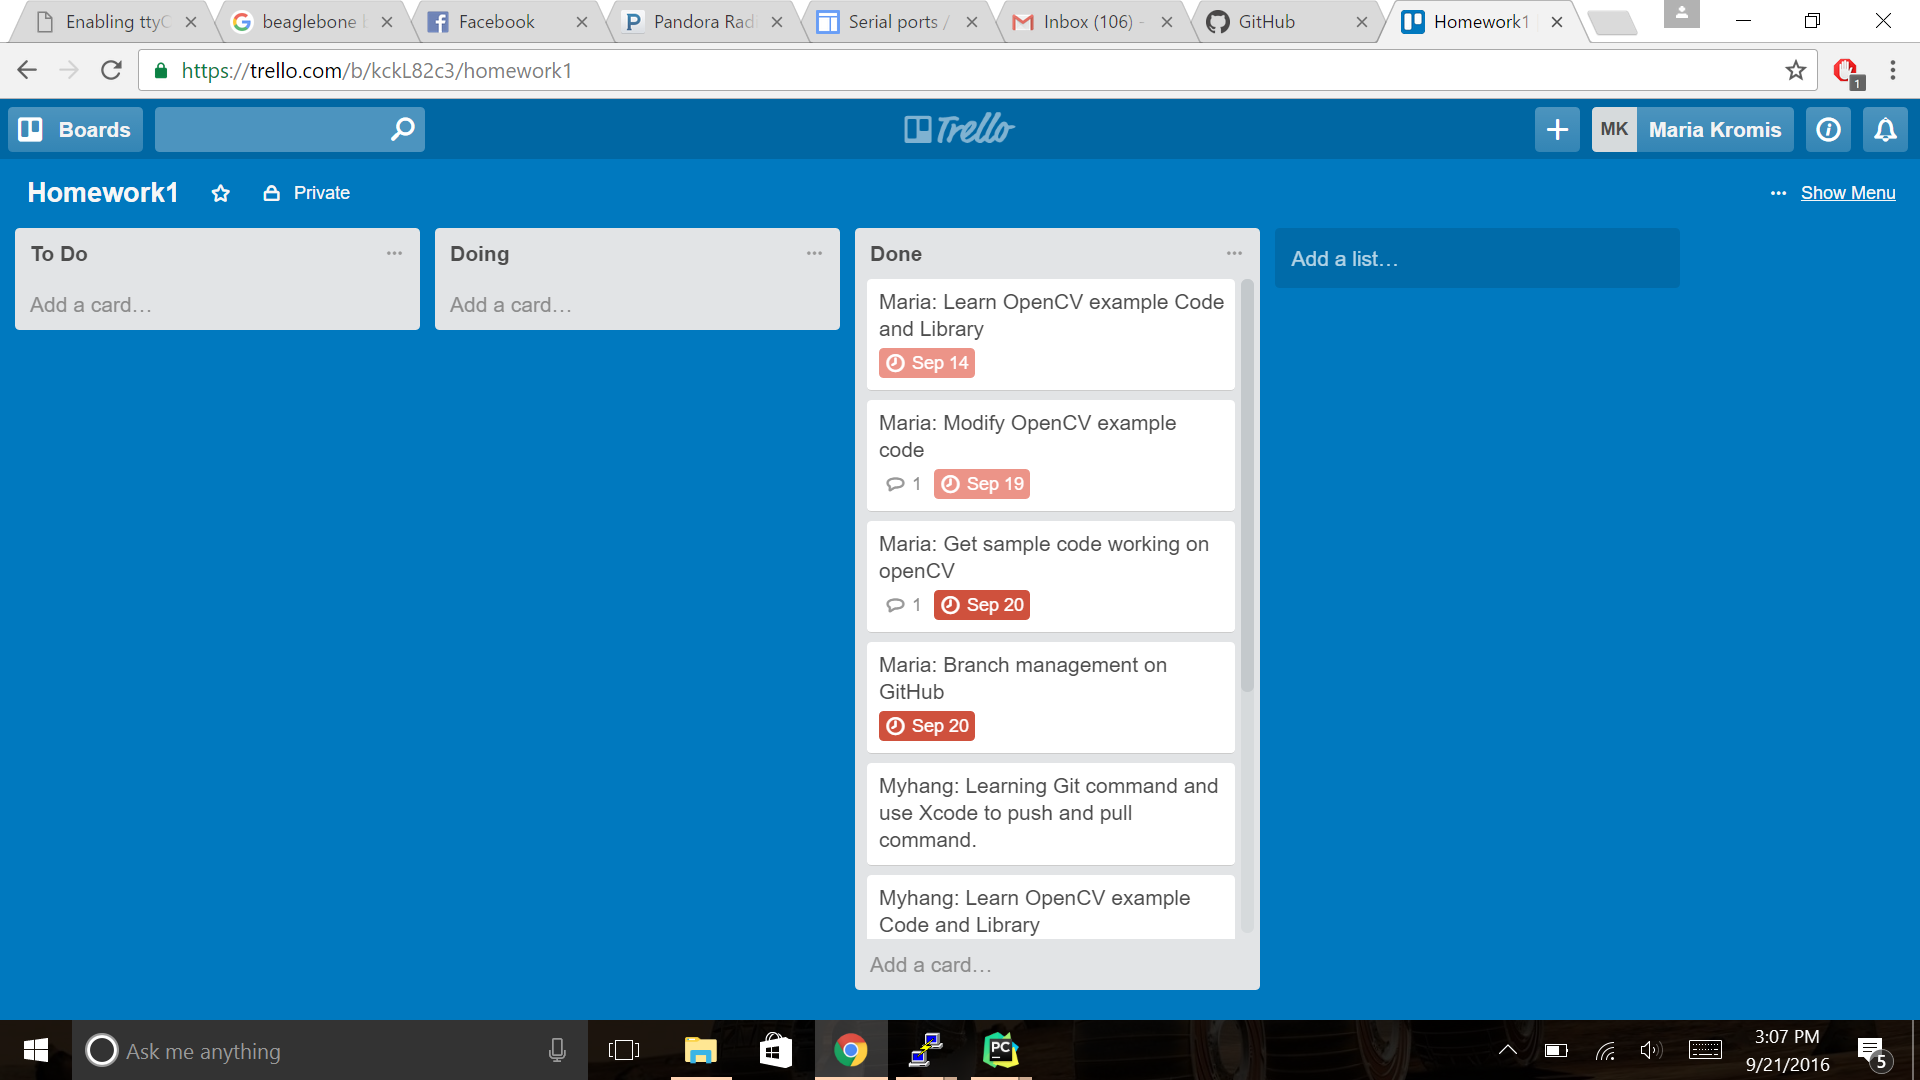 Enabling ttyO
beaglebone b
Facebook
Pandora Radi
Serial ports /
Inbox (106) -
GitHub
Homework1
https://trello.com/b/kckL82c3/homework1
1
Boards
Trello
MK
Maria Kromis
Homework1
Private
Show Menu
To Do
Add a card…
Doing
Add a card…
Done
Maria: Learn OpenCV example Code
and Library
Sep 14
Maria: Modify OpenCV example
code
1
Sep 19
Maria: Get sample code working on
openCV
1
Sep 20
Maria: Branch management on
GitHub
Sep 20
Myhang: Learning Git command and
use Xcode to push and pull
command.
Myhang: Learn OpenCV example
Code and Library
Add a card…
Add a list…
Ask me anything
PC
3:07 PM
9/21/2016
5